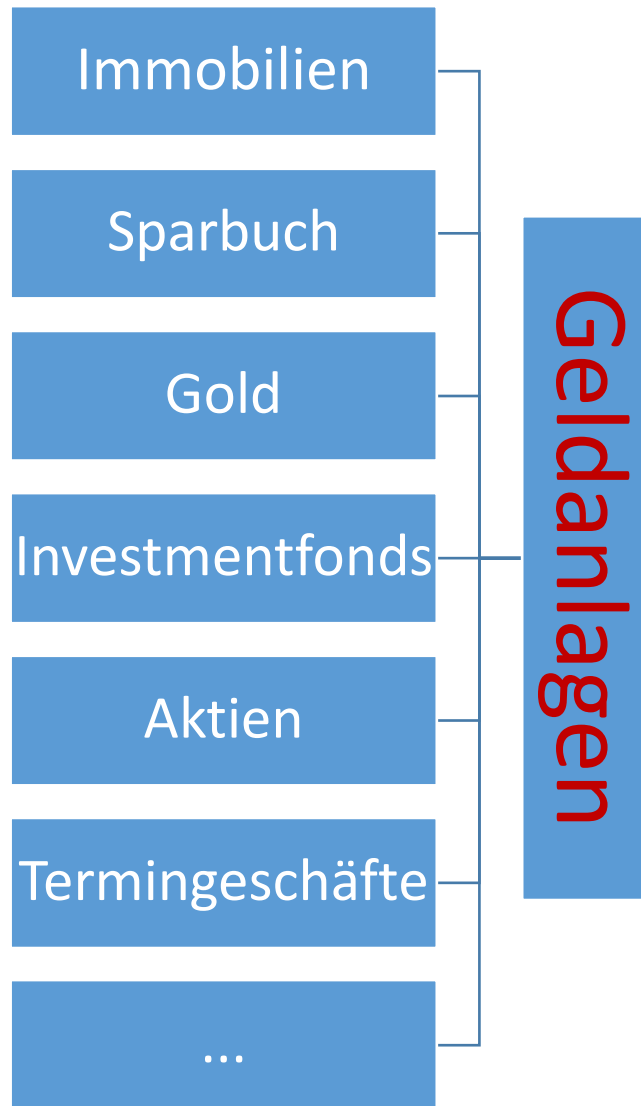 Immobilien
Sparbuch
Gold
Investmentfonds
Aktien
Termingeschäfte
...
Geldanlagen